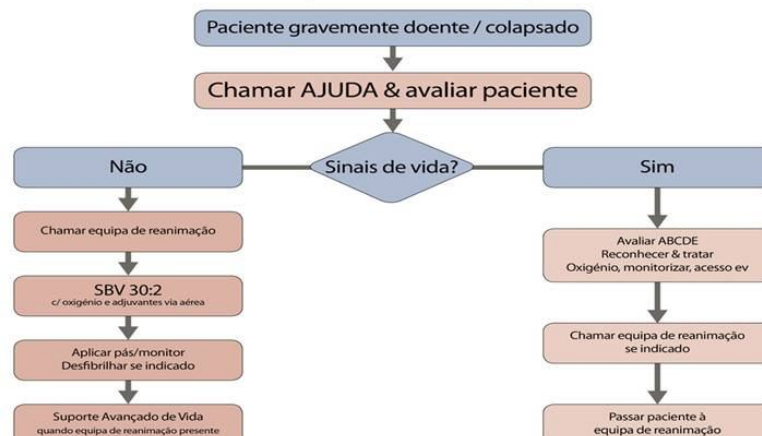 Paciente gravemente doente / colapsado
Chamar AJUDA & avaliar paciente
Não
Sinais de vida?
Sim
Chamar equipa de reanimação
SBV 30:2
c/ oxigénio e adjuvantes via aérea
Aplicar pás/monitor
Desfibrilhar se indicado
Suporte Avançado de Vida
quando equipa de reanimação presente
Avaliar ABCDE
Reconhecer & tratar
Oxigénio, monitorizar, acesso ev
Chamar equipa de reanimação
se indicado
Passar paciente à
equipa de reanimação